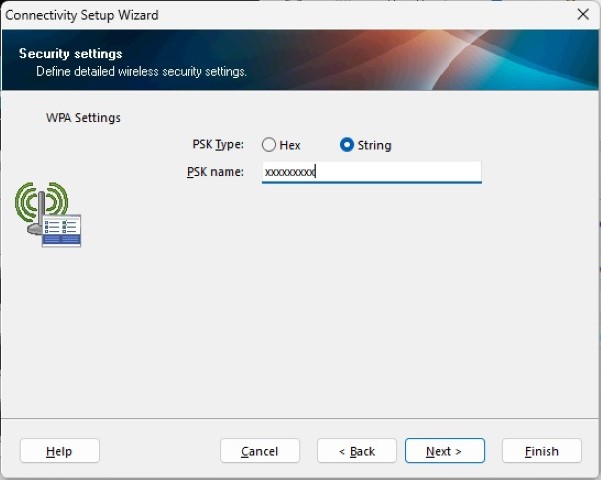 Connectivity Setup Wizard
Security settings
Define detailed wireless security settings.
WPA Settings
PSK Type: Hex String
PSK name: xxxxxxxxx
Help Cancel < Back Next > Finish